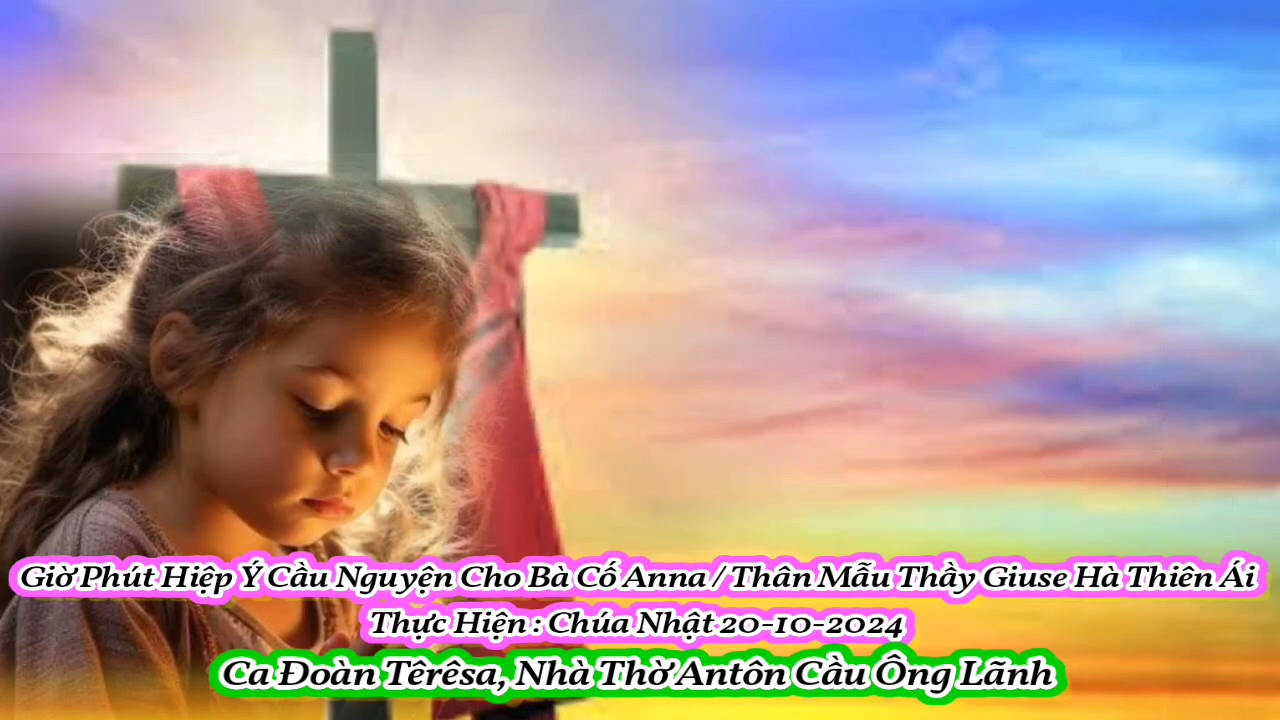 Giờ Phút Hiệp Ý Cầu Nguyện Cho Bà Cố Anna / Thân Mẫu Thầy Giuse Hà Thiên Ái
Thực Hiện : Chúa Nhật 20-10-2024
Ca Đoàn Têrêsa, Nhà Thờ Antôn Cầu Ông Lãnh